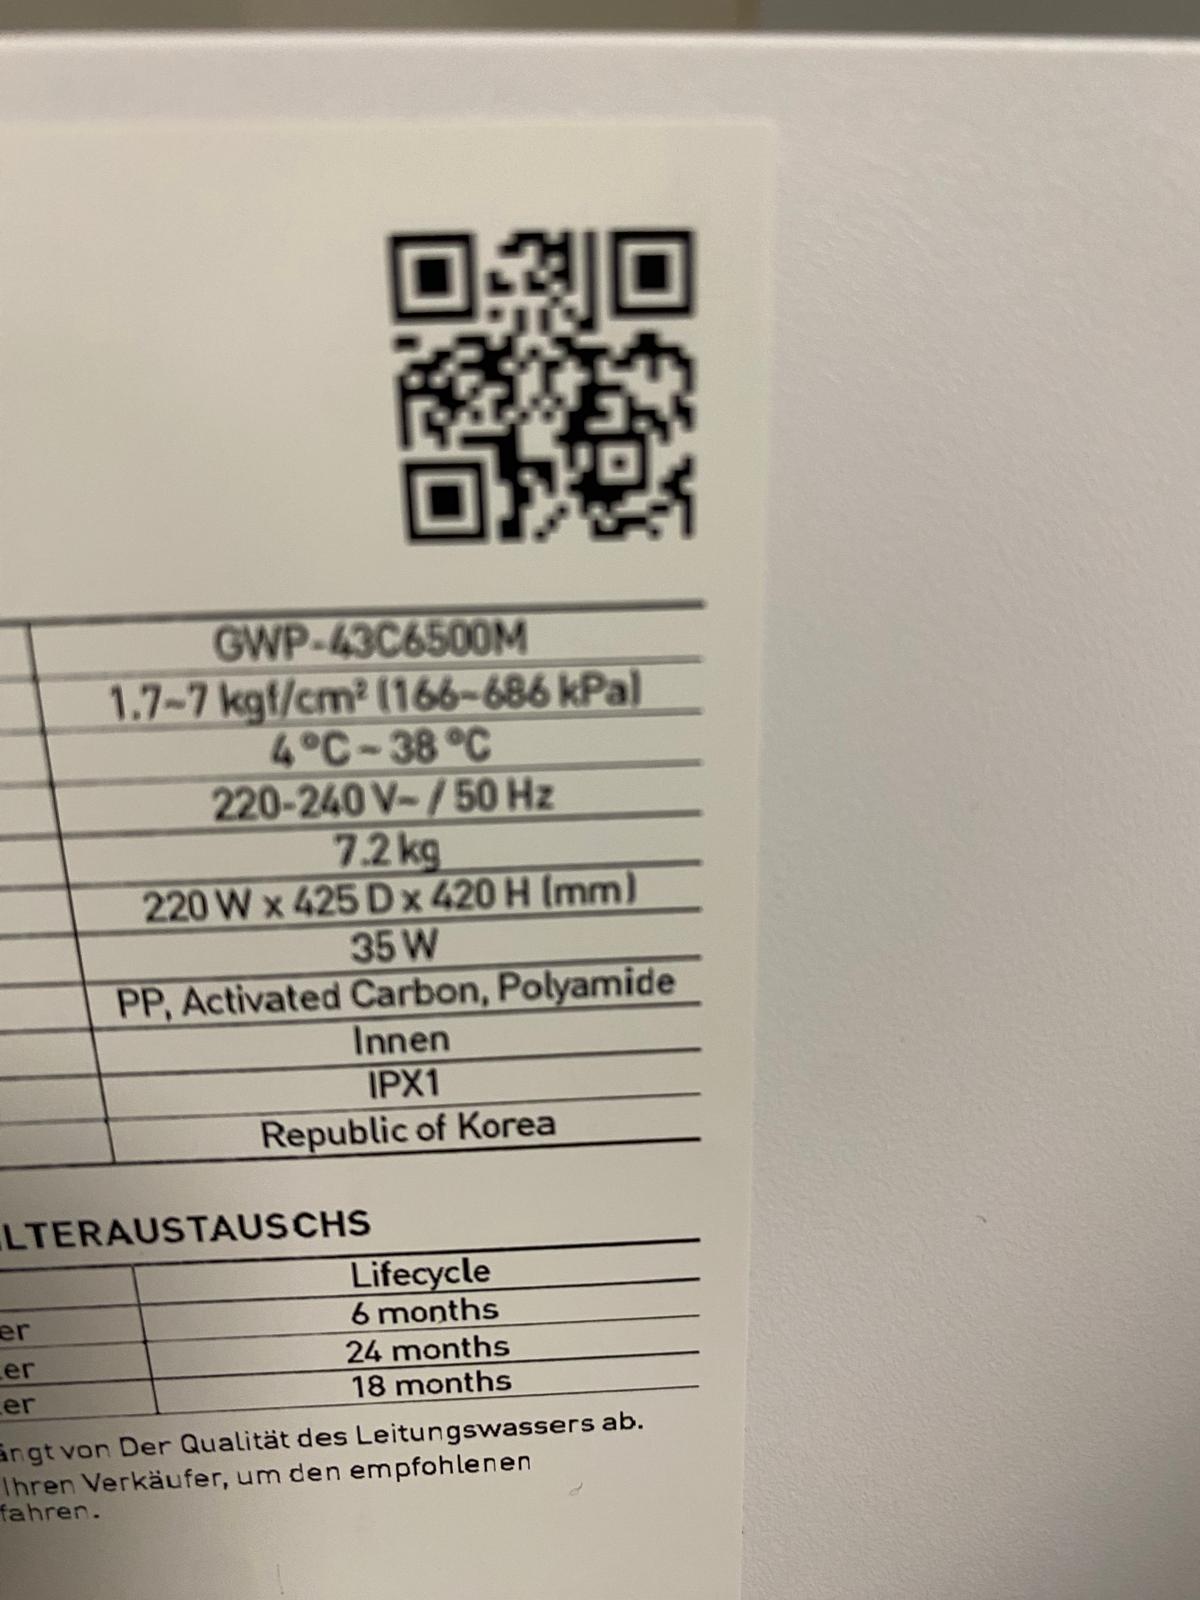 GWP-43C6500M
1.7~7 kgf/cm² (166~686 kPa)
4 °C ~ 38 °C
220-240 V~ / 50 Hz
7.2 kg
220 W x 425 D x 420 H (mm)
35 W
PP, Activated Carbon, Polyamide
Innen
IPX1
Republic of Korea
LTERAUSTAUSCHS
Lifecycle
er 6 months
er 24 months
er 18 months
ängt von Der Qualität des Leitungswassers ab.
Ihren Verkäufer, um den empfohlenen
fahren.